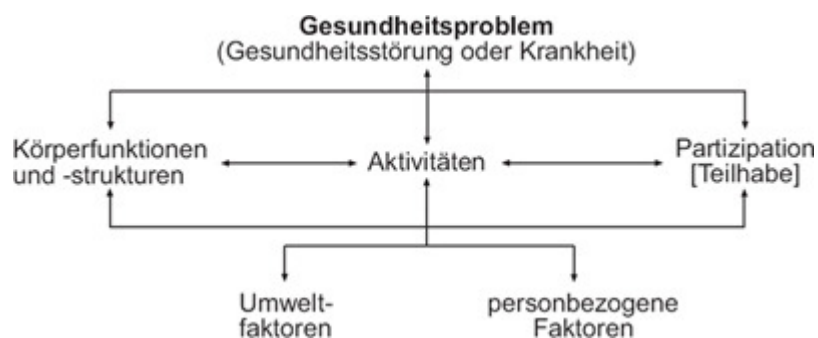 Gesundheitsproblem
(Gesundheitsstörung oder Krankheit)
Körperfunktionen
und -strukturen
Aktivitäten
Partizipation
[Teilhabe]
Umwelt-
faktoren
personbezogene
Faktoren